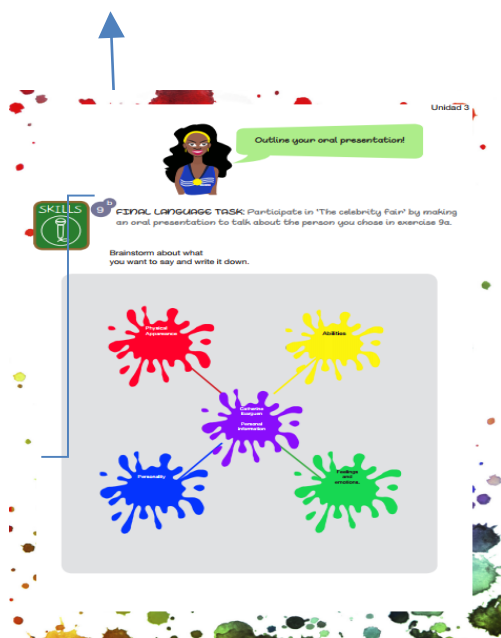 Unidad 3
Outline your oral presentation!
SKILLS
9 b
FINAL LANGUAGE TASK: Participate in 'The celebrity fair' by making
an oral presentation to talk about the person you chose in exercise 9a.
Brainstorm about what
you want to say and write it down.
Physical
Appearance
Abilities
Catherine
Ibarguen
Personal
information
Personality
Feelings
and
emotions.